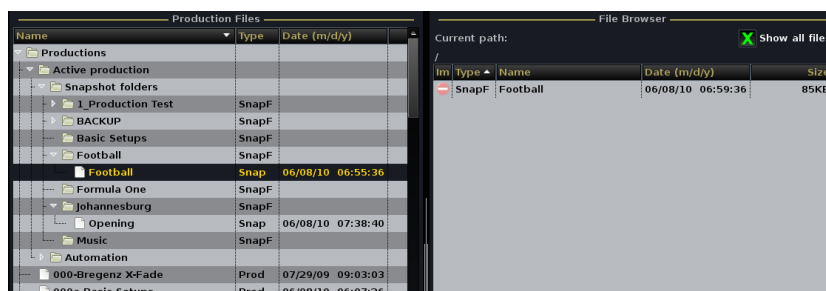 Production Files
Name Type Date (m/d/y)
Productions
Active production
Snapshot folders
1_Production Test SnapF
BACKUP SnapF
Basic Setups SnapF
Football SnapF
Football Snap 06/08/10 06:55:36
Formula One SnapF
Johannesburg SnapF
Opening Snap 06/08/10 07:38:40
Music SnapF
Automation
000-Bregenz X-Fade Prod 07/29/09 09:03:03
File Browser
Current path: X Show all file
/
Im Type Name Date (m/d/y) Size
SnapF Football 06/08/10 06:59:36 85KB